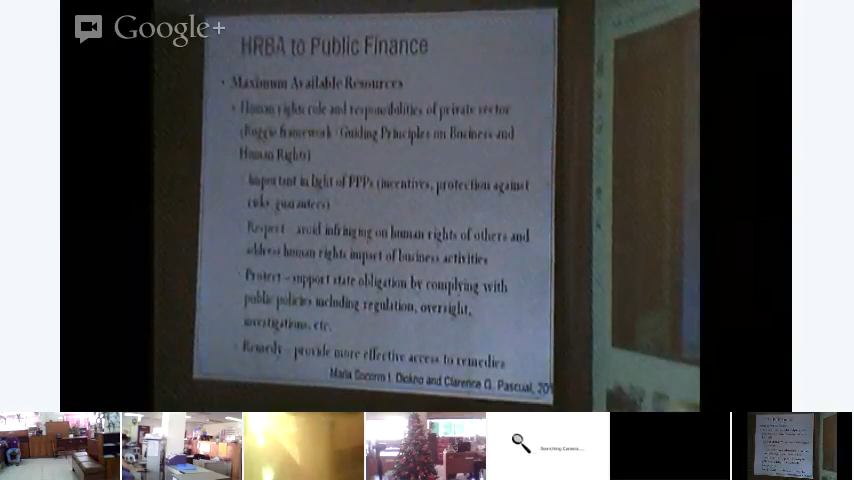 Google+
HRBA to Public Finance
• Maximum Available Resources
• Human rights role and responsibilities of private sector
(Ruggie framework - Guiding Principles on Business and
Human Rights)
Important in light of PPPs (incentives, protection against
risks, guarantees)
Respect – avoid infringing on human rights of others and
address human rights impact of business activities
Protect – support state obligation by complying with
public policies including regulation, oversight,
investigations, etc.
Remedy – provide more effective access to remedies
Maria Socorro I. Diokno and Clarence G. Pascual, 201
Searching Camera....